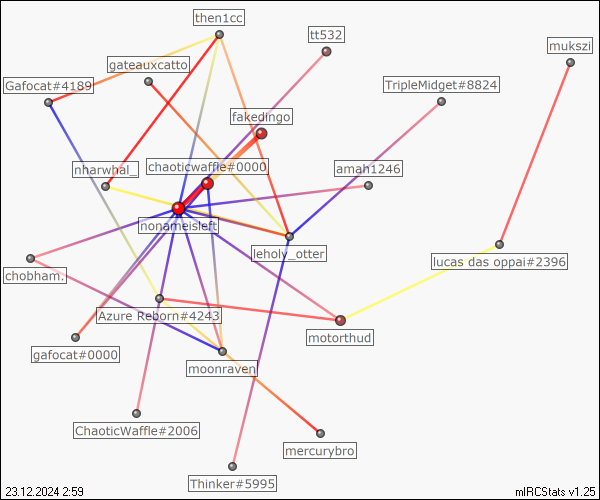 then1cc
tt532
mukszi
gateauxcatto
Gafocat#4189
TripleMidget#8824
fakedingo
chaoticwaffle#0000
nharwhal_
amah1246
nonameisleft
leholy_otter
lucas das oppai#2396
chobham.
Azure Reborn#4243
motorthud
gafocat#0000
moonraven
ChaoticWaffle#2006
mercurybro
Thinker#5995
23.12.2024 2:59
mIRCStats v1.25